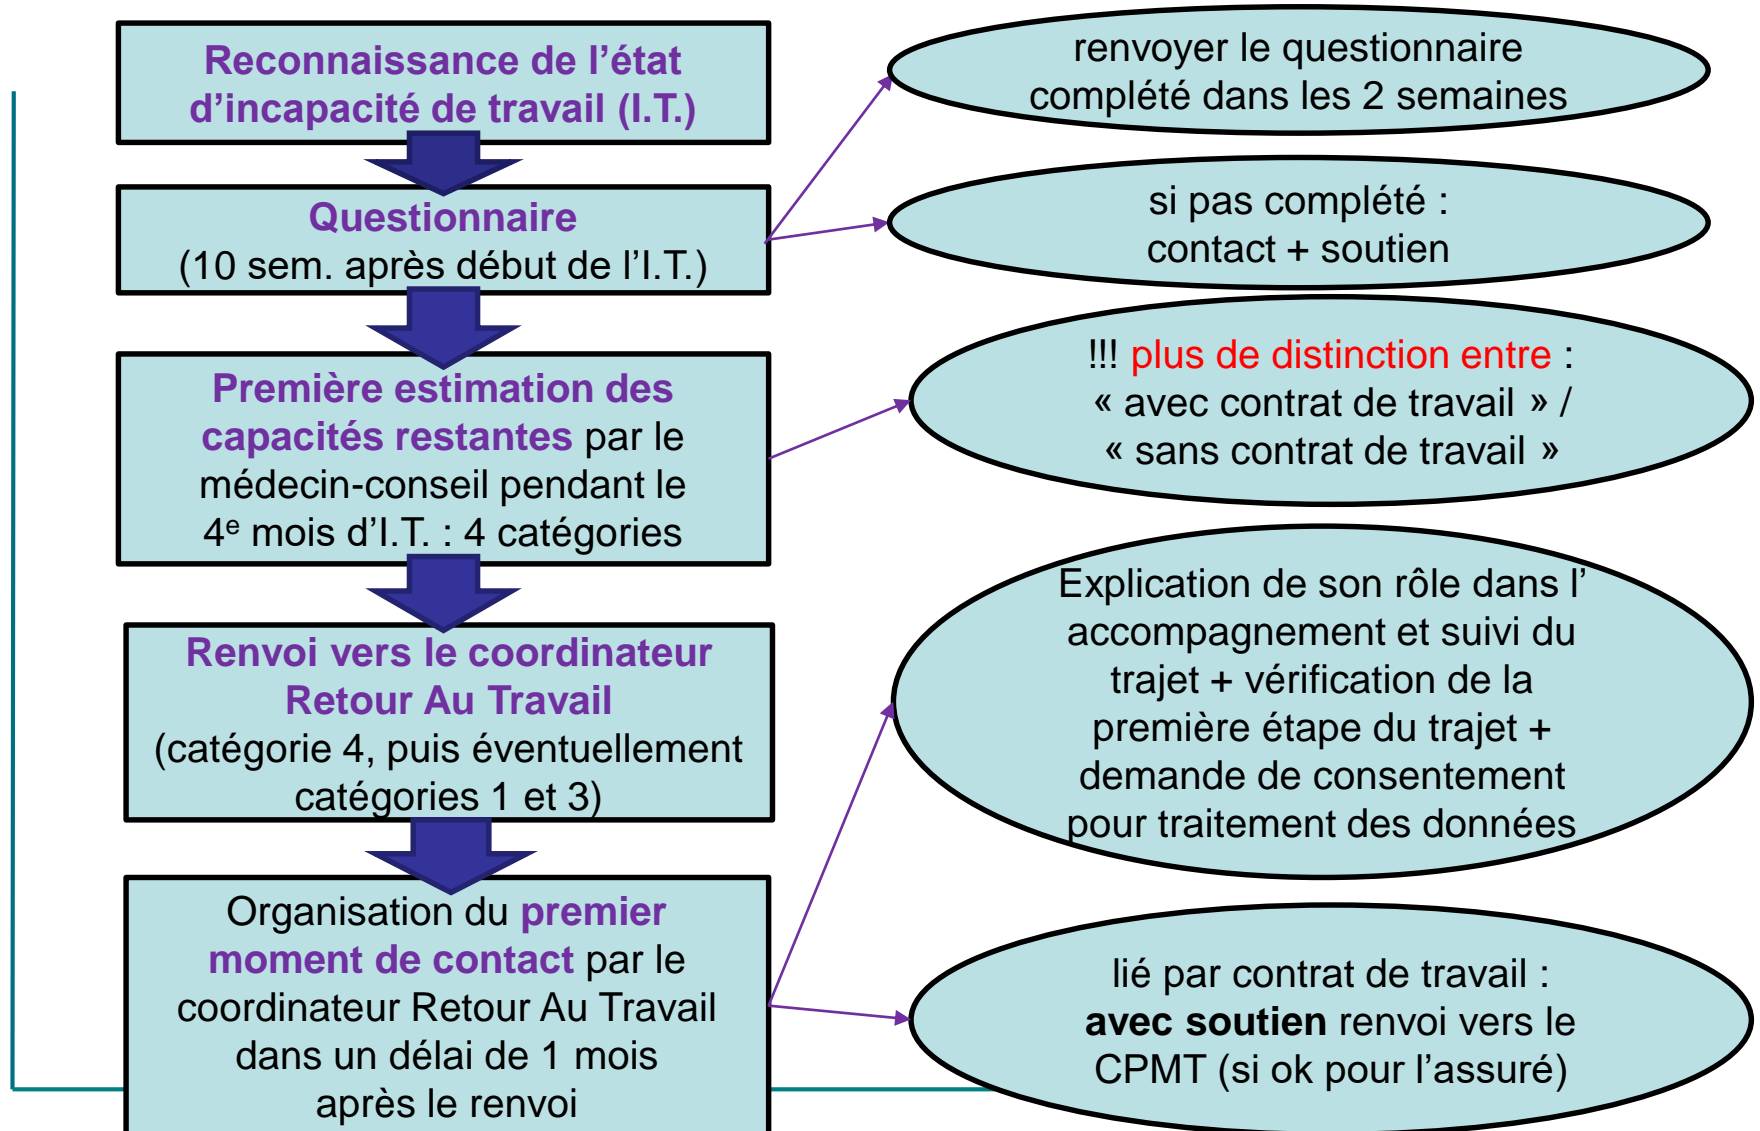 Reconnaissance de l’état
d’incapacité de travail (I.T.)
renvoyer le questionnaire
complété dans les 2 semaines
Questionnaire
(10 sem. après début de l’I.T.)
si pas complété :
contact + soutien
Première estimation des
capacités restantes par le
médecin-conseil pendant le
4e mois d’I.T. : 4 catégories
!!! plus de distinction entre :
« avec contrat de travail » /
« sans contrat de travail »
Renvoi vers le coordinateur
Retour Au Travail
(catégorie 4, puis éventuellement
catégories 1 et 3)
Explication de son rôle dans l’
accompagnement et suivi du
trajet + vérification de la
première étape du trajet +
demande de consentement
pour traitement des données
Organisation du premier
moment de contact par le
coordinateur Retour Au Travail
dans un délai de 1 mois
après le renvoi
lié par contrat de travail :
avec soutien renvoi vers le
CPMT (si ok pour l’assuré)